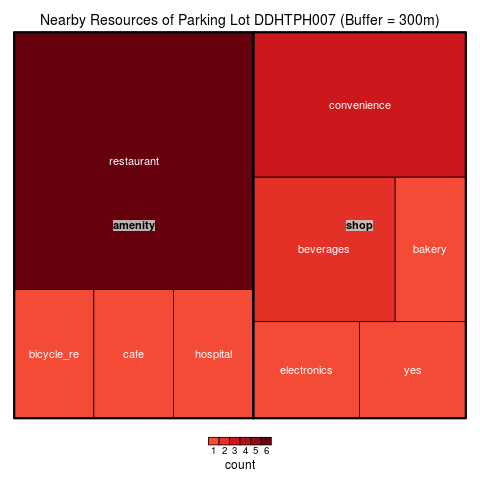 Nearby Resources of Parking Lot DDHTPH007 (Buffer = 300m)
restaurant
amenity
bicycle_re
cafe
hospital
convenience
shop
beverages
bakery
electronics
yes
1 2 3 4 5 6
count